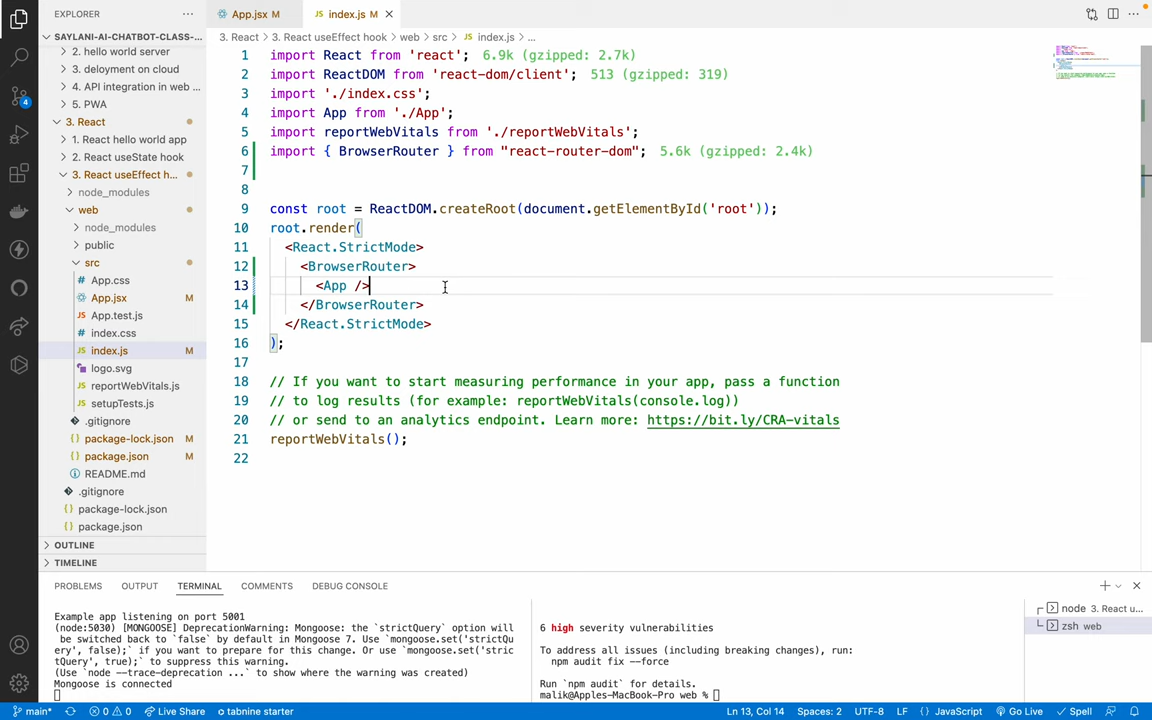 EXPLORER
SAYLANI-AI-CHATBOT-CLASS-...
2. hello world server
3. deloyment on cloud
4. API integration in web ...
5. PWA
3. React
1. React hello world app
2. React useState hook
3. React useEffect h...
node_modules
web
node_modules
public
src
App.css
App.jsx M
App.test.js
index.css
index.js M
logo.svg
reportWebVitals.js
setupTests.js
.gitignore
package-lock.json M
package.json M
README.md
.gitignore
package-lock.json
package.json
OUTLINE
TIMELINE
4
App.jsx M
index.js M
3. React > 3. React useEffect hook > web > src > index.js > ...
1 import React from 'react'; 6.9k (gzipped: 2.7k)
2 import ReactDOM from 'react-dom/client'; 513 (gzipped: 319)
3 import './index.css';
4 import App from './App';
5 import reportWebVitals from './reportWebVitals';
6 import { BrowserRouter } from "react-router-dom"; 5.6k (gzipped: 2.4k)
7
8
9 const root = ReactDOM.createRoot(document.getElementById('root'));
10 root.render(
11 <React.StrictMode>
12 <BrowserRouter>
13 <App />
14 </BrowserRouter>
15 </React.StrictMode>
16 );
17
18 // If you want to start measuring performance in your app, pass a function
19 // to log results (for example: reportWebVitals(console.log))
20 // or send to an analytics endpoint. Learn more: https://bit.ly/CRA-vitals
21 reportWebVitals();
22
PROBLEMS OUTPUT TERMINAL COMMENTS DEBUG CONSOLE
Example app listening on port 5001
(node:5030) [MONGOOSE] DeprecationWarning: Mongoose: the `strictQuery` option will
be switched back to `false` by default in Mongoose 7. Use `mongoose.set('strictQu
ery', false);` if you want to prepare for this change. Or use `mongoose.set('stric
tQuery', true);` to suppress this warning.
(Use `node --trace-deprecation ...` to show where the warning was created)
Mongoose is connected
6 high severity vulnerabilities
To address all issues (including breaking changes), run:
npm audit fix --force
Run `npm audit` for details.
malik@Apples-MacBook-Pro web %
node 3. React u...
zsh web
main* 0 0 Live Share tabnine starter Ln 13, Col 14 Spaces: 2 UTF-8 LF {} JavaScript Go Live Spell